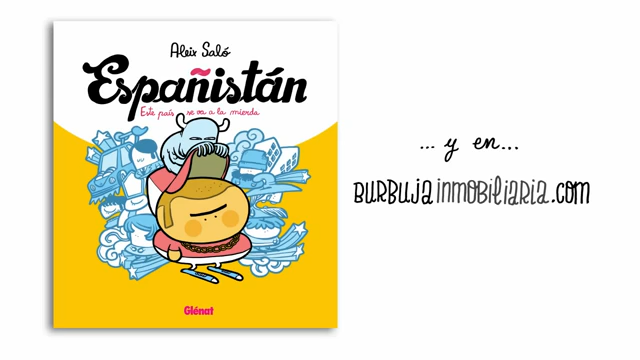 Aleix Saló
Españistán
Este país se va a la mierda
Glénat
... y en...
BURBUJAINMOBILIARIA.COM